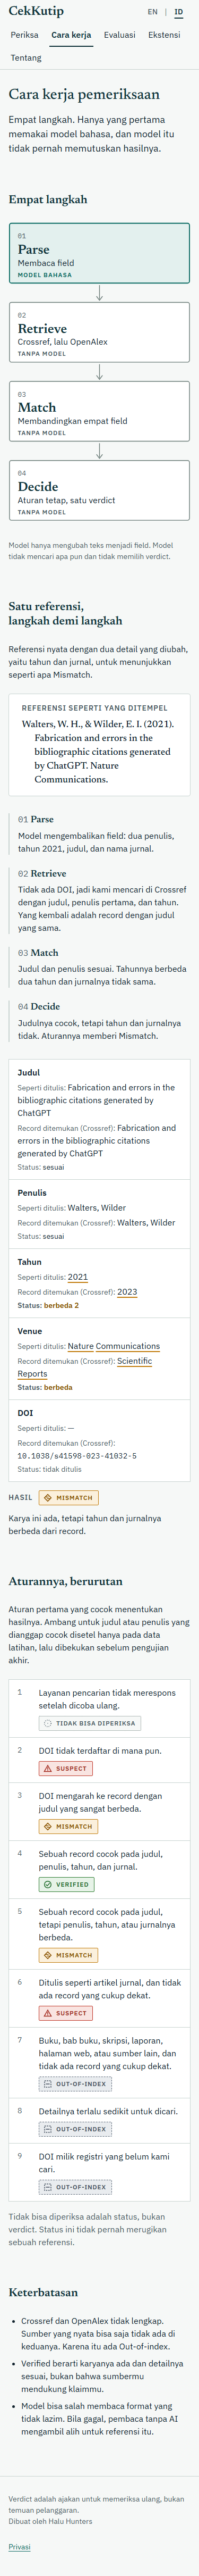 CekKutip
EN | ID
Periksa Cara kerja Evaluasi Ekstensi
Tentang
Cara kerja pemeriksaan
Empat langkah. Hanya yang pertama
memakai model bahasa, dan model itu
tidak pernah memutuskan hasilnya.
Empat langkah
01
Parse
Membaca field
MODEL BAHASA
02
Retrieve
Crossref, lalu OpenAlex
TANPA MODEL
03
Match
Membandingkan empat field
TANPA MODEL
04
Decide
Aturan tetap, satu verdict
TANPA MODEL
Model hanya mengubah teks menjadi field. Model
tidak mencari apa pun dan tidak memilih verdict.
Satu referensi,
langkah demi langkah
Referensi nyata dengan dua detail yang diubah,
yaitu tahun dan jurnal, untuk menunjukkan
seperti apa Mismatch.
REFERENSI SEPERTI YANG DITEMPEL
Walters, W. H., & Wilder, E. I. (2021).
Fabrication and errors in the
bibliographic citations generated
by ChatGPT. Nature
Communications.
01 Parse
Model mengembalikan field: dua penulis,
tahun 2021, judul, dan nama jurnal.
02 Retrieve
Tidak ada DOI, jadi kami mencari di Crossref
dengan judul, penulis pertama, dan tahun.
Yang kembali adalah record dengan judul
yang sama.
03 Match
Judul dan penulis sesuai. Tahunnya berbeda
dua tahun dan jurnalnya tidak sama.
04 Decide
Judulnya cocok, tetapi tahun dan jurnalnya
tidak. Aturannya memberi Mismatch.
Judul
Seperti ditulis: Fabrication and errors in the
bibliographic citations generated by
ChatGPT
Record ditemukan (Crossref): Fabrication and
errors in the bibliographic citations
generated by ChatGPT
Status: sesuai
Penulis
Seperti ditulis: Walters, Wilder
Record ditemukan (Crossref): Walters, Wilder
Status: sesuai
Tahun
Seperti ditulis: 2021
Record ditemukan (Crossref): 2023
Status: berbeda 2
Venue
Seperti ditulis: Nature Communications
Record ditemukan (Crossref): Scientific
Reports
Status: berbeda
DOI
Seperti ditulis: —
Record ditemukan (Crossref):
10.1038/s41598-023-41032-5
Status: tidak ditulis
HASIL MISMATCH
Karya ini ada, tetapi tahun dan jurnalnya
berbeda dari record.
Aturannya, berurutan
Aturan pertama yang cocok menentukan
hasilnya. Ambang untuk judul atau penulis yang
dianggap cocok disetel hanya pada data
latihan, lalu dibekukan sebelum pengujian
akhir.
1 Layanan pencarian tidak merespons
setelah dicoba ulang.
TIDAK BISA DIPERIKSA
2 DOI tidak terdaftar di mana pun.
SUSPECT
3 DOI mengarah ke record dengan
judul yang sangat berbeda.
MISMATCH
4 Sebuah record cocok pada judul,
penulis, tahun, dan jurnal.
VERIFIED
5 Sebuah record cocok pada judul,
tetapi penulis, tahun, atau jurnalnya
berbeda.
MISMATCH
6 Ditulis seperti artikel jurnal, dan tidak
ada record yang cukup dekat.
SUSPECT
7 Buku, bab buku, skripsi, laporan,
halaman web, atau sumber lain, dan
tidak ada record yang cukup dekat.
OUT-OF-INDEX
8 Detailnya terlalu sedikit untuk dicari.
OUT-OF-INDEX
9 DOI milik registri yang belum kami
cari.
OUT-OF-INDEX
Tidak bisa diperiksa adalah status, bukan
verdict. Status ini tidak pernah merugikan
sebuah referensi.
Keterbatasan
• Crossref dan OpenAlex tidak lengkap.
Sumber yang nyata bisa saja tidak ada di
keduanya. Karena itu ada Out-of-index.
• Verified berarti karyanya ada dan detailnya
sesuai, bukan bahwa sumbermu
mendukung klaimmu.
• Model bisa salah membaca format yang
tidak lazim. Bila gagal, pembaca tanpa AI
mengambil alih untuk referensi itu.
Verdict adalah ajakan untuk memeriksa ulang, bukan
temuan pelanggaran.
Dibuat oleh Halu Hunters
Privasi